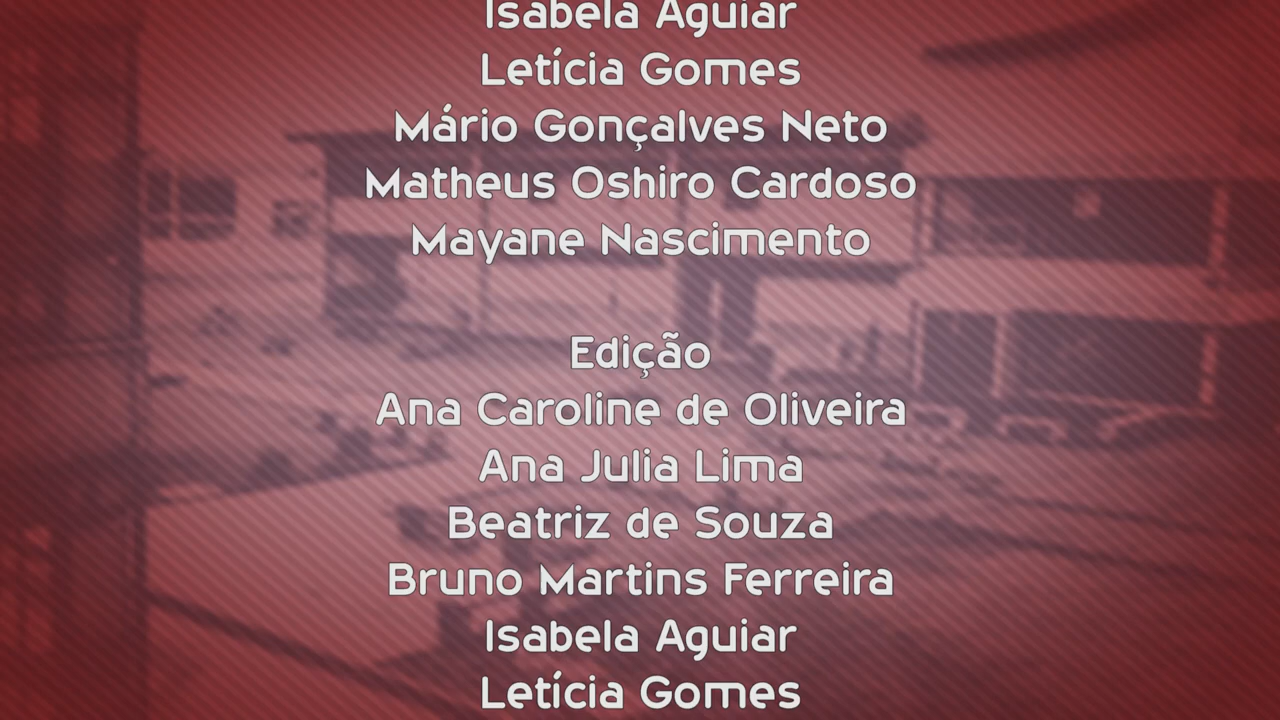 Isabela Aguiar
Letícia Gomes
Mário Gonçalves Neto
Matheus Oshiro Cardoso
Mayane Nascimento
Edição
Ana Caroline de Oliveira
Ana Julia Lima
Beatriz de Souza
Bruno Martins Ferreira
Isabela Aguiar
Letícia Gomes